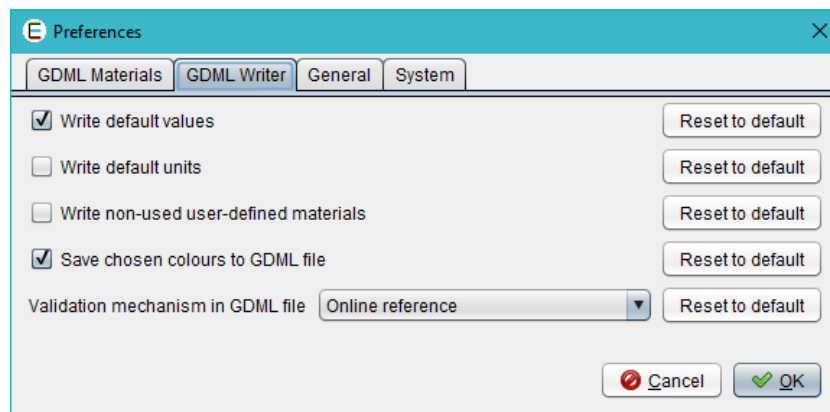 E Preferences
GDML Materials GDML Writer General System
Write default values Reset to default
Write default units Reset to default
Write non-used user-defined materials Reset to default
Save chosen colours to GDML file Reset to default
Validation mechanism in GDML file Online reference Reset to default
Cancel OK